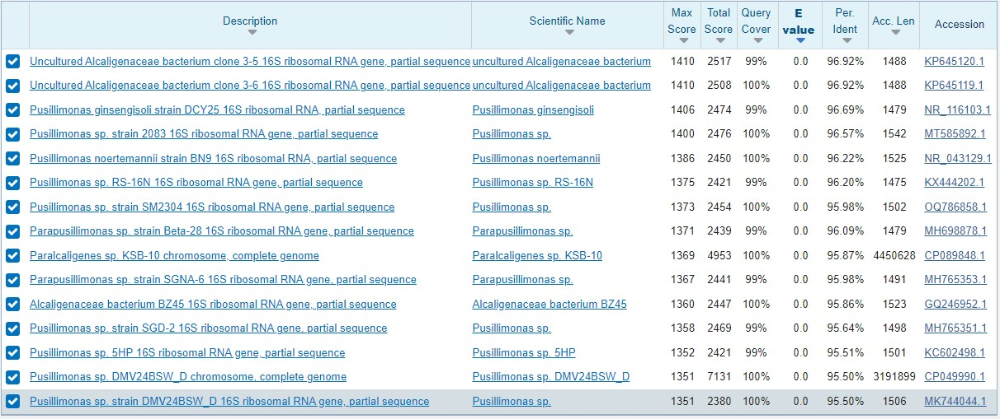 Description Scientific Name Max Score Total Score Query Cover E value Per. Ident Acc. Len Accession
Uncultured Alcaligenaceae bacterium clone 3-5 16S ribosomal RNA gene, partial sequence uncultured Alcaligenaceae bacterium 1410 2517 99% 0.0 96.92% 1488 KP645120.1
Uncultured Alcaligenaceae bacterium clone 3-6 16S ribosomal RNA gene, partial sequence uncultured Alcaligenaceae bacterium 1410 2508 100% 0.0 96.92% 1488 KP645119.1
Pusillimonas ginsengisoli strain DCY25 16S ribosomal RNA, partial sequence Pusillimonas ginsengisoli 1406 2474 99% 0.0 96.69% 1479 NR_116103.1
Pusillimonas sp. strain 2083 16S ribosomal RNA gene, partial sequence Pusillimonas sp. 1400 2476 100% 0.0 96.57% 1542 MT585892.1
Pusillimonas noertemannii strain BN9 16S ribosomal RNA, partial sequence Pusillimonas noertemannii 1386 2450 100% 0.0 96.22% 1525 NR_043129.1
Pusillimonas sp. RS-16N 16S ribosomal RNA gene, partial sequence Pusillimonas sp. RS-16N 1375 2421 99% 0.0 96.20% 1475 KX444202.1
Pusillimonas sp. strain SM2304 16S ribosomal RNA gene, partial sequence Pusillimonas sp. 1373 2454 100% 0.0 95.98% 1502 OQ786858.1
Parapusillimonas sp. strain Beta-28 16S ribosomal RNA gene, partial sequence Parapusillimonas sp. 1371 2439 100% 0.0 96.09% 1479 MH698878.1
Paralcaligenes sp. KSB-10 chromosome, complete genome Paralcaligenes sp. KSB-10 1369 4953 100% 0.0 95.87% 4450628 CP089848.1
Parapusillimonas sp. strain SGNA-6 16S ribosomal RNA gene, partial sequence Parapusillimonas sp. 1367 2441 99% 0.0 95.98% 1491 MH765353.1
Alcaligenaceae bacterium BZ45 16S ribosomal RNA gene, partial sequence Alcaligenaceae bacterium BZ45 1360 2447 100% 0.0 95.86% 1523 GQ246952.1
Pusillimonas sp. strain SGD-2 16S ribosomal RNA gene, partial sequence Pusillimonas sp. 1358 2469 99% 0.0 95.64% 1498 MH765351.1
Pusillimonas sp. 5HP 16S ribosomal RNA gene, partial sequence Pusillimonas sp. 5HP 1352 2421 99% 0.0 95.51% 1501 KC602498.1
Pusillimonas sp. DMV24BSW_D chromosome, complete genome Pusillimonas sp. DMV24BSW_D 1351 7131 100% 0.0 95.50% 3191899 CP049990.1
Pusillimonas sp. strain DMV24BSW_D 16S ribosomal RNA gene, partial sequence Pusillimonas sp. 1351 2380 100% 0.0 95.50% 1506 MK744044.1